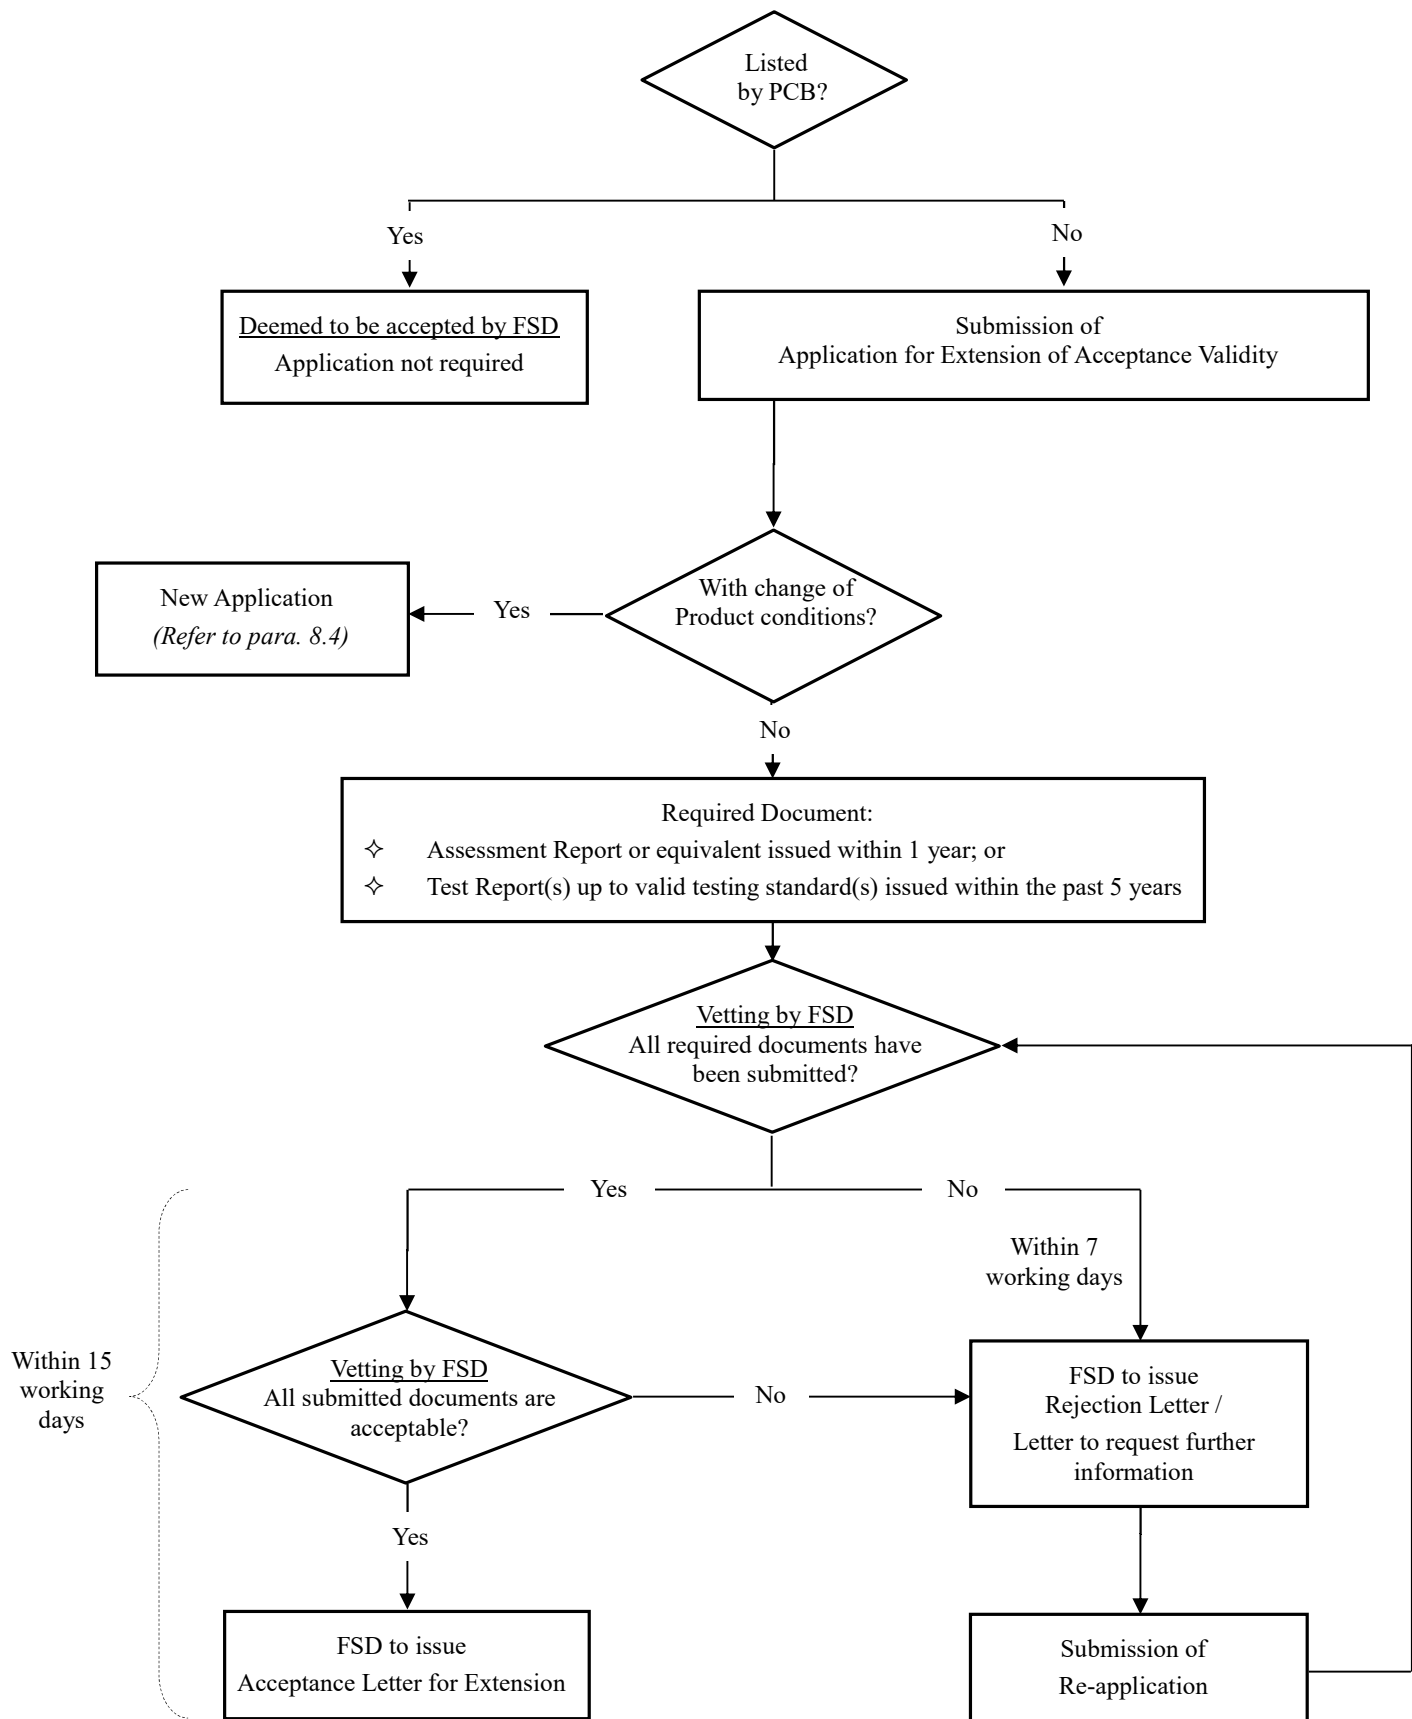 Listed
by PCB?
Yes
No
Deemed to be accepted by FSD
Application not required
Submission of
Application for Extension of Acceptance Validity
With change of
Product conditions?
Yes
New Application
(Refer to para. 8.4)
No
Required Document:
✧ Assessment Report or equivalent issued within 1 year; or
✧ Test Report(s) up to valid testing standard(s) issued within the past 5 years
Vetting by FSD
All required documents have
been submitted?
Yes
No
Within 7
working days
Within 15
working
days
Vetting by FSD
All submitted documents are
acceptable?
No
FSD to issue
Rejection Letter /
Letter to request further
information
Yes
FSD to issue
Acceptance Letter for Extension
Submission of
Re-application